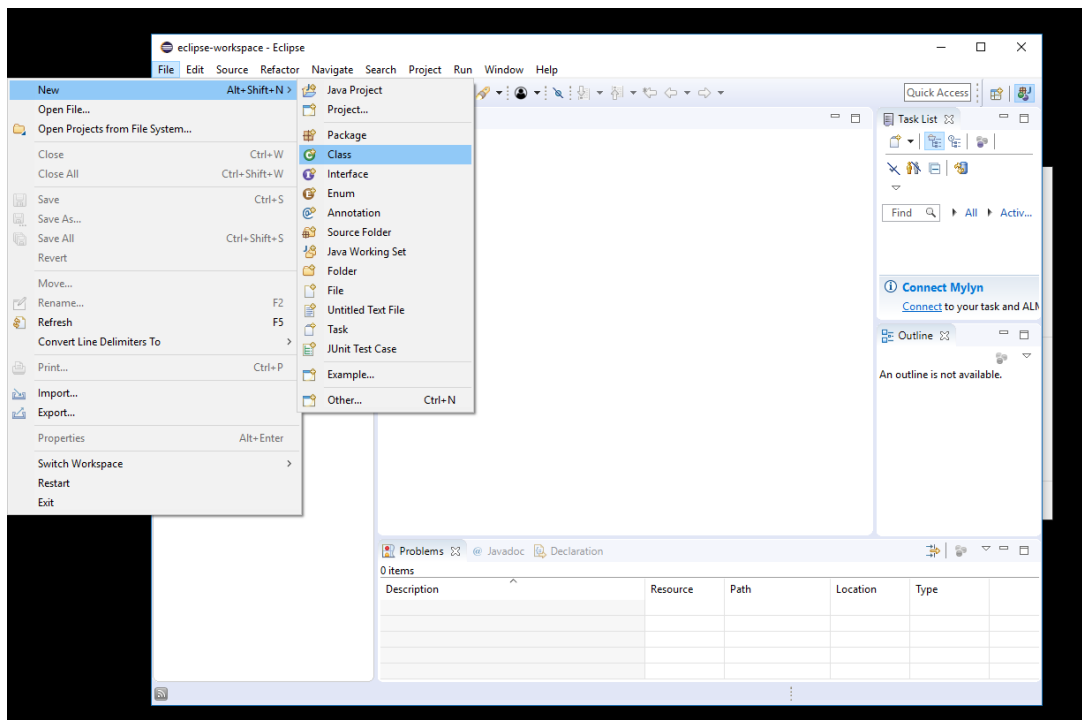 eclipse-workspace - Eclipse
File Edit Source Refactor Navigate Search Project Run Window Help
Quick Access
New Alt+Shift+N >
Open File...
Open Projects from File System...
Close Ctrl+W
Close All Ctrl+Shift+W
Save Ctrl+S
Save As...
Save All Ctrl+Shift+S
Revert
Move...
Rename... F2
Refresh F5
Convert Line Delimiters To >
Print... Ctrl+P
Import...
Export...
Properties Alt+Enter
Switch Workspace >
Restart
Exit
Java Project
Project...
Package
Class
Interface
Enum
Annotation
Source Folder
Java Working Set
Folder
File
Untitled Text File
Task
JUnit Test Case
Example...
Other... Ctrl+N
Task List
Find All Activ...
Connect Mylyn
Connect to your task and ALM
Outline
An outline is not available.
Problems @ Javadoc Declaration
0 items
Description Resource Path Location Type